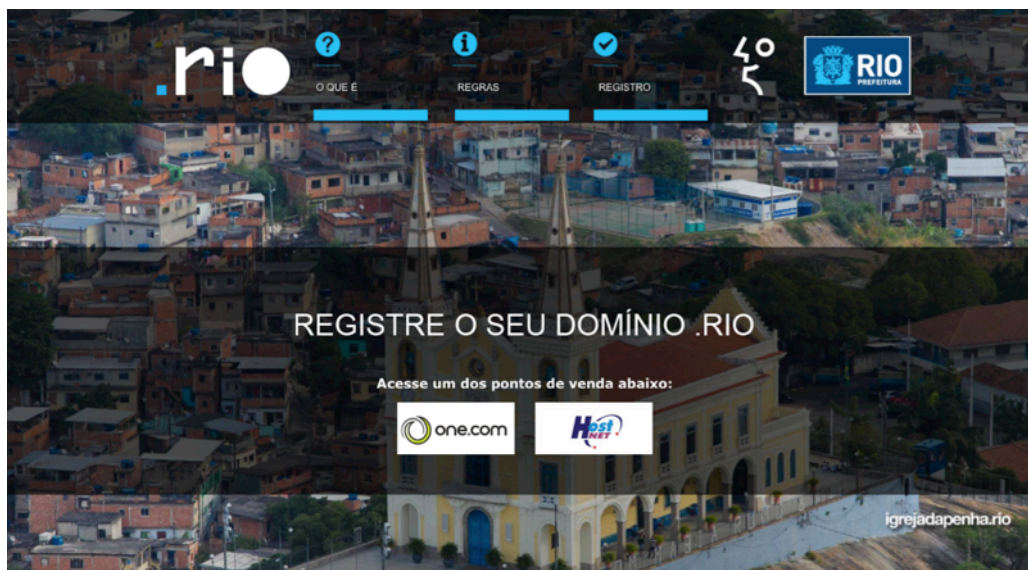 .rio
O QUE É
REGRAS
REGISTRO
RIO
PREFEITURA
REGISTRE O SEU DOMÍNIO .RIO
Acesse um dos pontos de venda abaixo:
one.com
Host
NET
igrejadapenha.rio